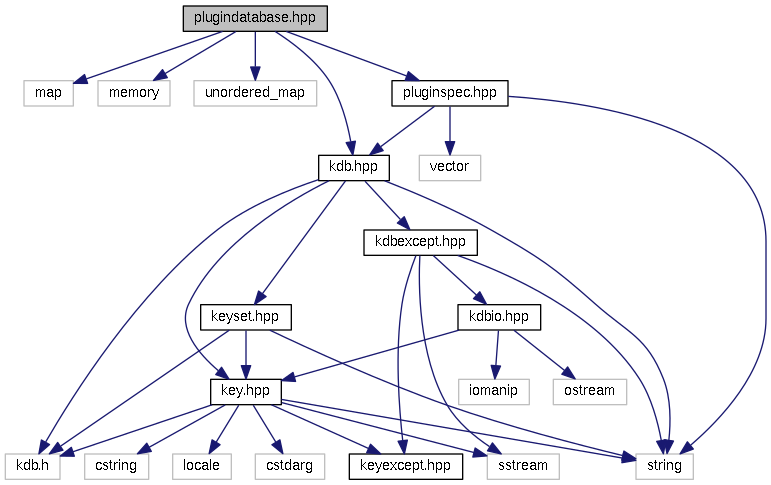 plugindatabase.hpp
map
memory
unordered_map
pluginspec.hpp
kdb.hpp
vector
kdbexcept.hpp
keyset.hpp
kdbio.hpp
key.hpp
iomanip
ostream
kdb.h
cstring
locale
cstdarg
keyexcept.hpp
sstream
string